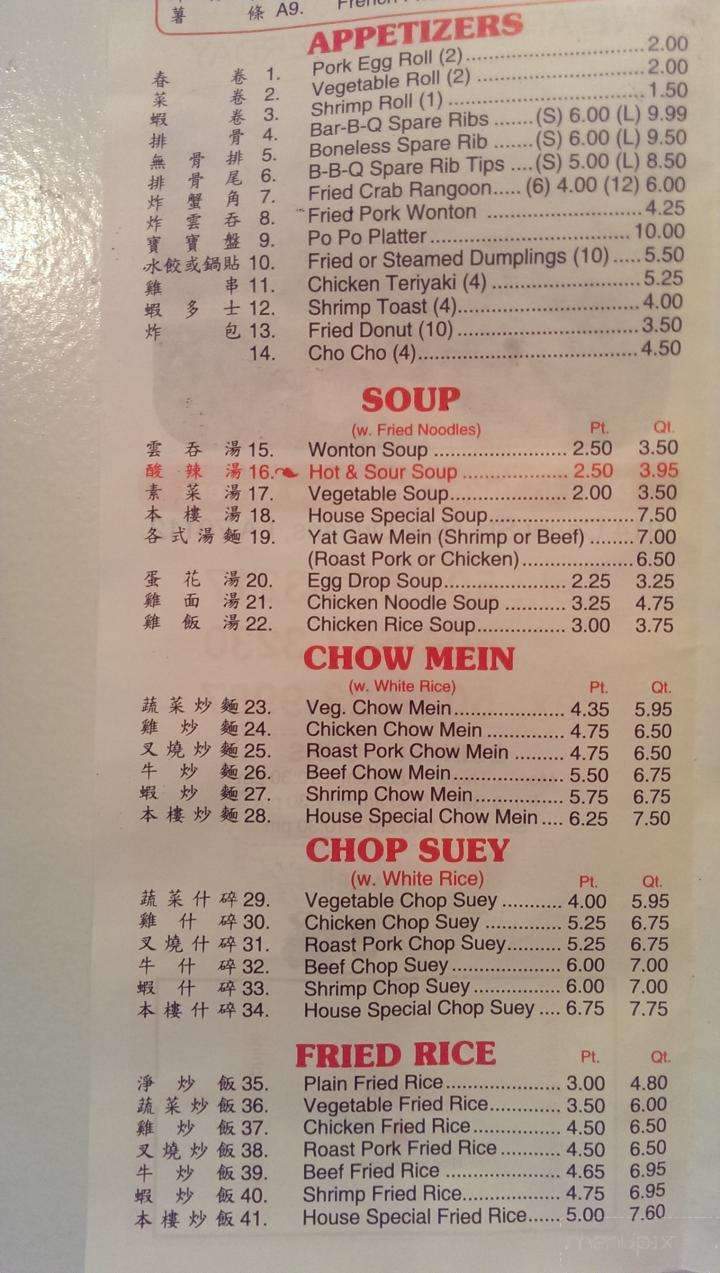 薯 條 A9. French
APPETIZERS
春 卷 1. Pork Egg Roll (2)..............................2.00
菜 卷 2. Vegetable Roll (2) ............................2.00
蝦 卷 3. Shrimp Roll (1) .................................1.50
排 骨 4. Bar-B-Q Spare Ribs .......(S) 6.00 (L) 9.99
無 骨 排 5. Boneless Spare Rib .......(S) 6.00 (L) 9.50
排 骨 尾 6. B-B-Q Spare Rib Tips ....(S) 5.00 (L) 8.50
炸 蟹 角 7. Fried Crab Rangoon..... (6) 4.00 (12) 6.00
炸 雲 吞 8. Fried Pork Wonton ............................4.25
寶 寶 盤 9. Po Po Platter ................................... 10.00
水餃或鍋貼 10. Fried or Steamed Dumplings (10) .....5.50
雞 串 11. Chicken Teriyaki (4) ..........................5.25
蝦 多 士 12. Shrimp Toast (4)............................... 4.00
炸 包 13. Fried Donut (10) ................................3.50
14. Cho Cho (4)...................................... 4.50
SOUP
(w. Fried Noodles) Pt. Qt.
雲 吞 湯 15. Wonton Soup ........................ 2.50 3.50
酸 辣 湯 16. Hot & Sour Soup ................... 2.50 3.95
素 菜 湯 17. Vegetable Soup..................... 2.00 3.50
本 樓 湯 18. House Special Soup..........................7.50
各 式 湯 麵 19. Yat Gaw Mein (Shrimp or Beef) ........7.00
(Roast Pork or Chicken)....................6.50
蛋 花 湯 20. Egg Drop Soup...................... 2.25 3.25
雞 面 湯 21. Chicken Noodle Soup ........... 3.25 4.75
雞 飯 湯 22. Chicken Rice Soup................ 3.00 3.75
CHOW MEIN
(w. White Rice) Pt. Qt.
蔬 菜 炒 麵 23. Veg. Chow Mein.................... 4.35 5.95
雞 炒 麵 24. Chicken Chow Mein .............. 4.75 6.50
叉 燒 炒 麵 25. Roast Pork Chow Mein ......... 4.75 6.50
牛 炒 麵 26. Beef Chow Mein.................... 5.50 6.75
蝦 炒 麵 27. Shrimp Chow Mein................ 5.75 6.75
本 樓 炒 麵 28. House Special Chow Mein .... 6.25 7.50
CHOP SUEY
(w. White Rice) Pt. Qt.
蔬 菜 什 碎 29. Vegetable Chop Suey ........... 4.00 5.95
雞 什 碎 30. Chicken Chop Suey .............. 5.25 6.75
叉 燒 什 碎 31. Roast Pork Chop Suey.......... 5.25 6.75
牛 什 碎 32. Beef Chop Suey .................... 6.00 7.00
蝦 什 碎 33. Shrimp Chop Suey ................ 6.00 7.00
本 樓 什 碎 34. House Special Chop Suey .... 6.75 7.75
FRIED RICE Pt. Qt.
淨 炒 飯 35. Plain Fried Rice..................... 3.00 4.80
蔬 菜 炒 飯 36. Vegetable Fried Rice.............. 3.50 6.00
雞 炒 飯 37. Chicken Fried Rice................. 4.50 6.50
叉 燒 炒 飯 38. Roast Pork Fried Rice ............ 4.50 6.50
牛 炒 飯 39. Beef Fried Rice ..................... 4.65 6.95
蝦 炒 飯 40. Shrimp Fried Rice.................. 4.75 6.95
本 樓 炒 飯 41. House Special Fried Rice...... 5.00 7.60